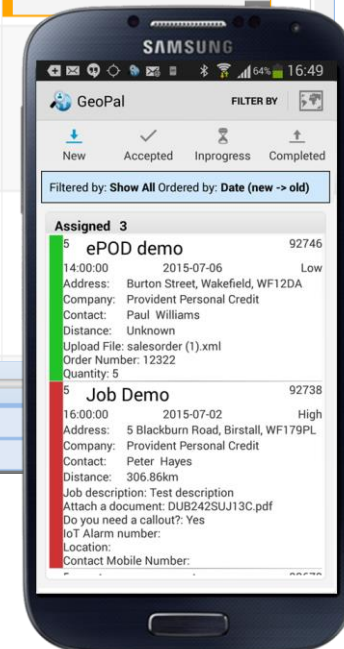 SAMSUNG
64% 16:49
GeoPal FILTER BY
New Accepted Inprogress Completed
Filtered by: Show All Ordered by: Date (new -> old)
Assigned 3
5 ePOD demo 92746
14:00:00 2015-07-06 Low
Address: Burton Street, Wakefield, WF12DA
Company: Provident Personal Credit
Contact: Paul Williams
Distance: Unknown
Upload File: salesorder (1).xml
Order Number: 12322
Quantity: 5
5 Job Demo 92738
16:00:00 2015-07-02 High
Address: 5 Blackburn Road, Birstall, WF179PL
Company: Provident Personal Credit
Contact: Peter Hayes
Distance: 306.86km
Job description: Test description
Attach a document: DUB242SUJ13C.pdf
Do you need a callout?: Yes
IoT Alarm number:
Location:
Contact Mobile Number: